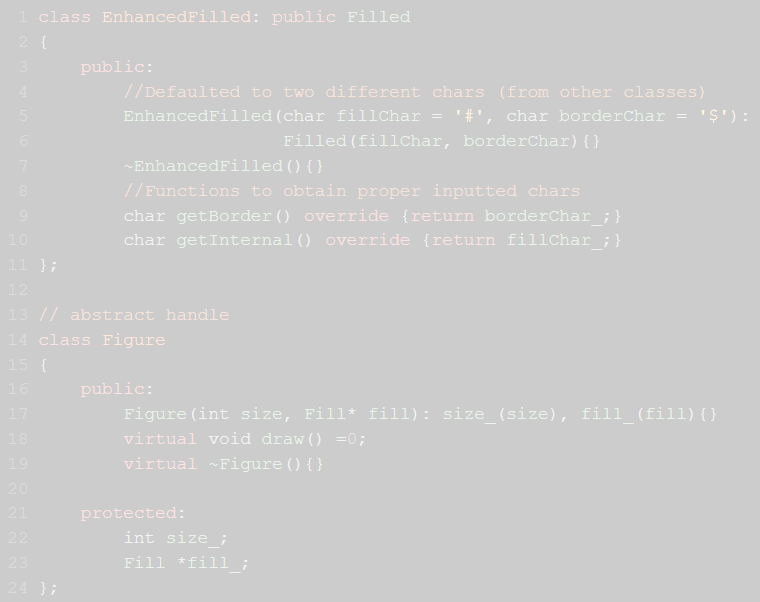 1 class EnhancedFilled: public Filled
2 {
3     public:
4         //Defaulted to two different chars (from other classes)
5         EnhancedFilled(char fillChar = '#', char borderChar = '$'):
6                        Filled(fillChar, borderChar){}
7         ~EnhancedFilled(){}
8         //Functions to obtain proper inputted chars
9         char getBorder() override {return borderChar_;}
10         char getInternal() override {return fillChar_;}
11 };
12
13 // abstract handle
14 class Figure
15 {
16     public:
17         Figure(int size, Fill* fill): size_(size), fill_(fill){}
18         virtual void draw() =0;
19         virtual ~Figure(){}
20
21     protected:
22         int size_;
23         Fill *fill_;
24 };